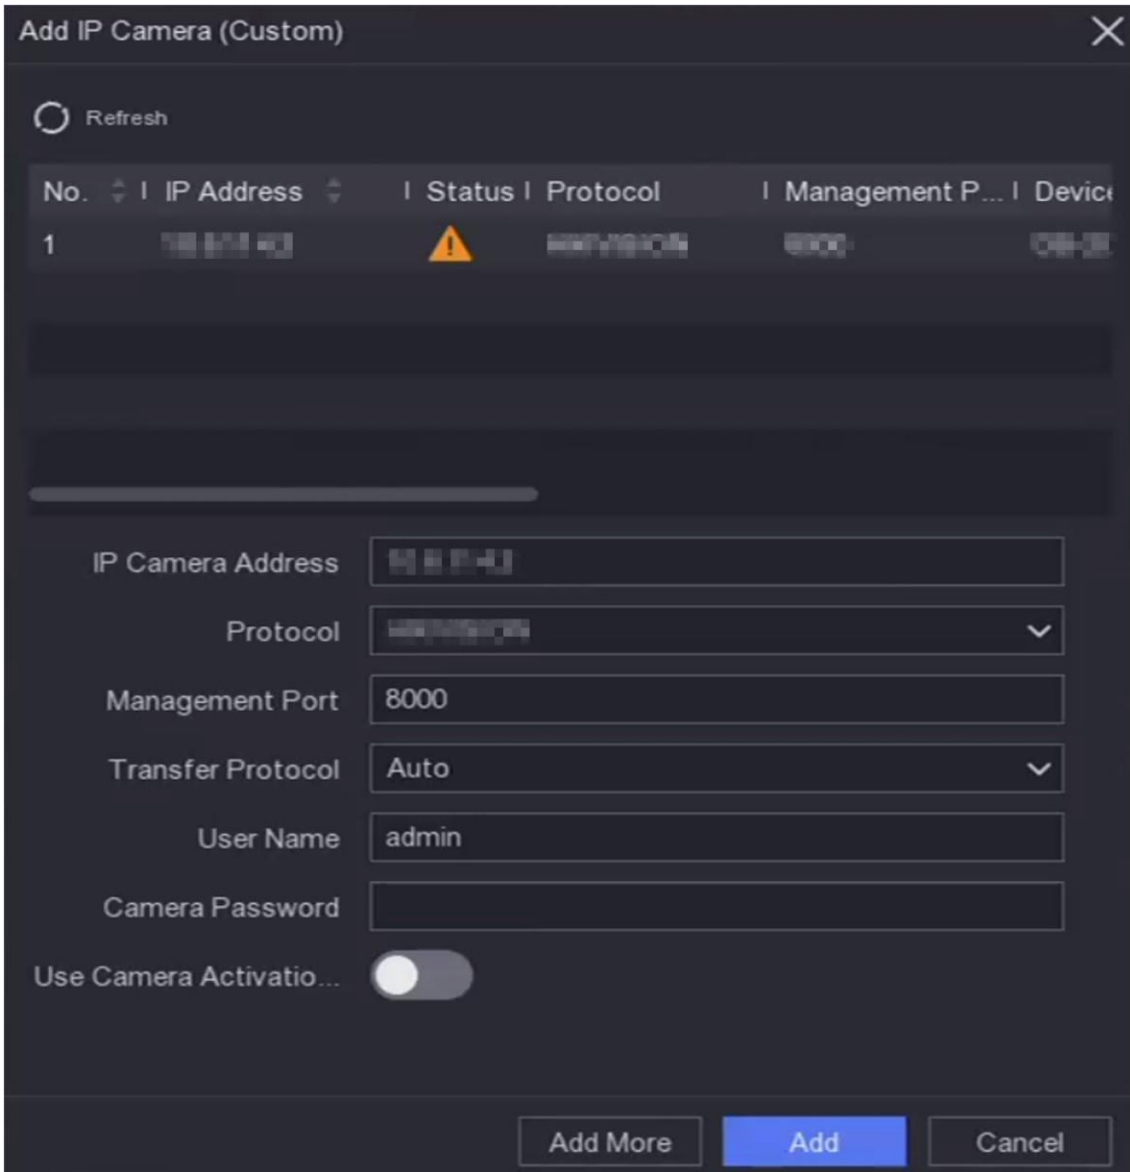 Add IP Camera (Custom)
Refresh
No. | IP Address | Status | Protocol | Management P... | Device
1
IP Camera Address
Protocol
Management Port 8000
Transfer Protocol Auto
User Name admin
Camera Password
Use Camera Activatio...
Add More Add Cancel